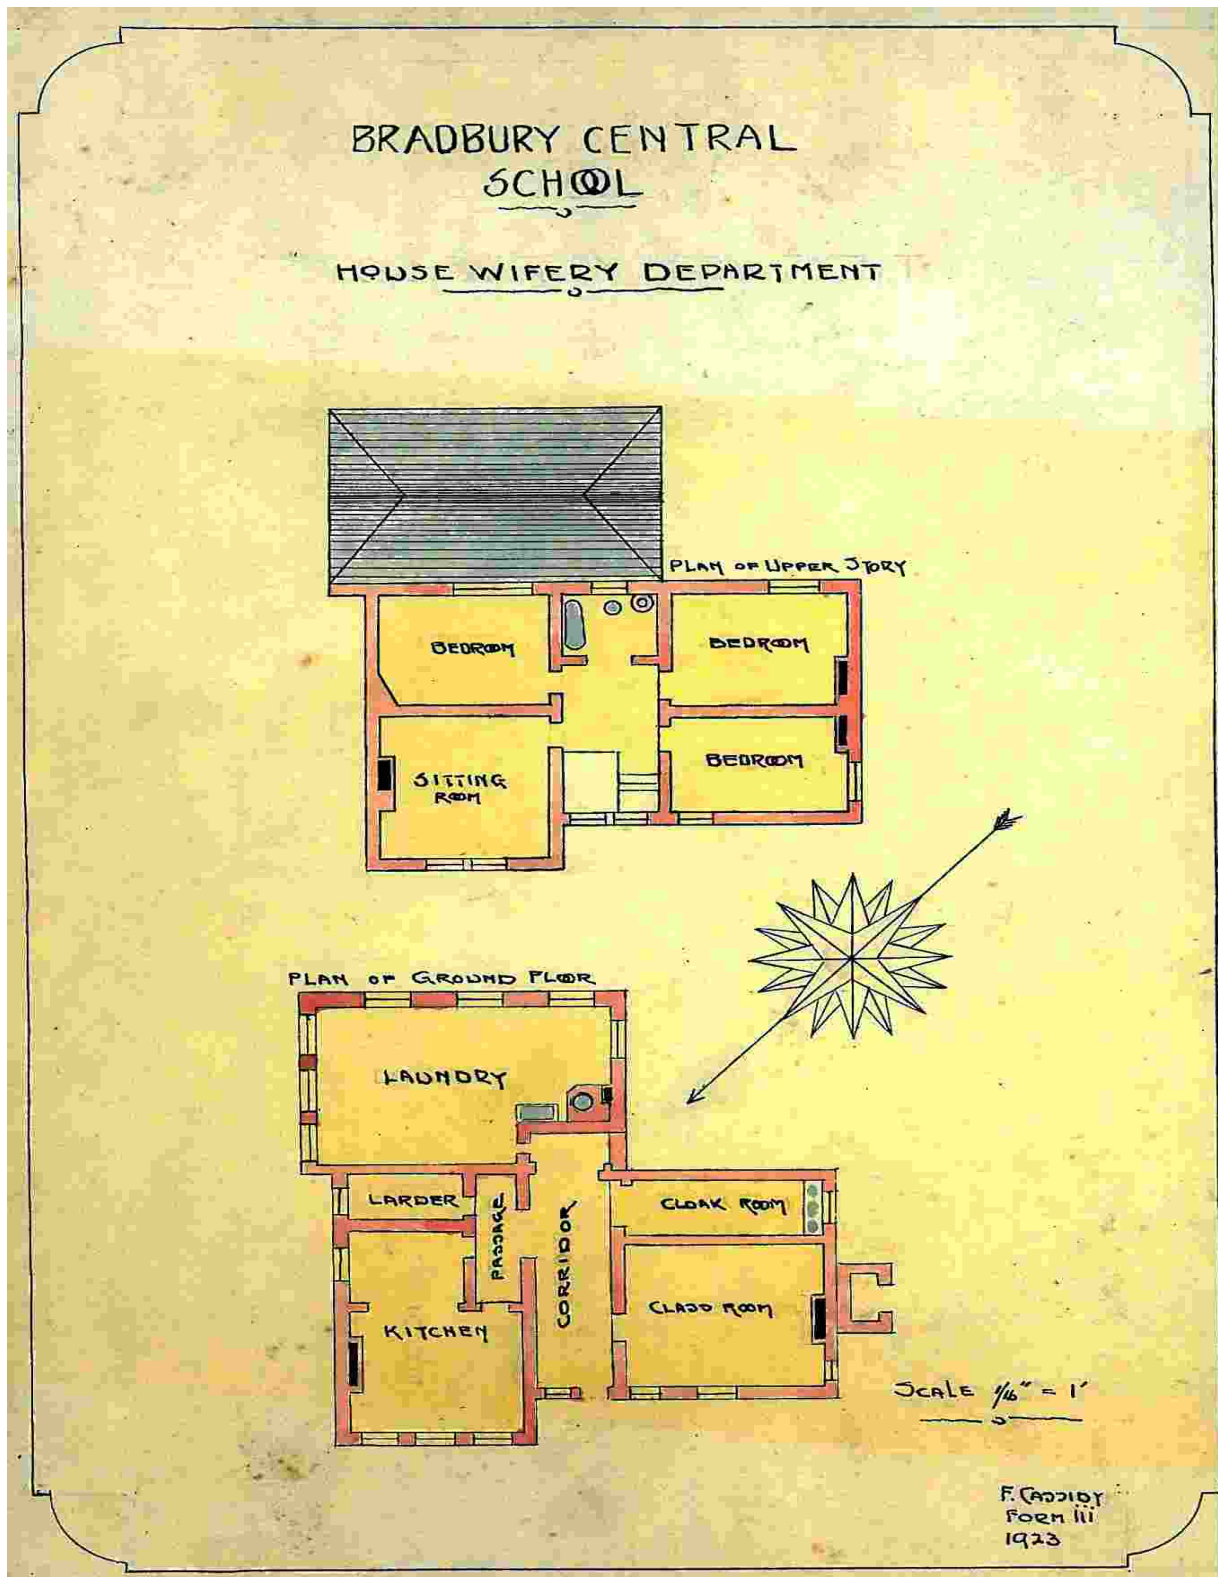 BRADBURY CENTRAL
SCHOOL
HOUSE WIFERY DEPARTMENT
PLAN OF UPPER STORY
BEDROOM
BEDROOM
SITTING
ROOM
BEDROOM
PLAN OF GROUND FLOOR
LAUNDRY
LARDER
PASSAGE
CORRIDOR
CLOAK ROOM
CLASS ROOM
KITCHEN
SCALE 1/16" = 1'
F. CASSIDY
FORM III
1923